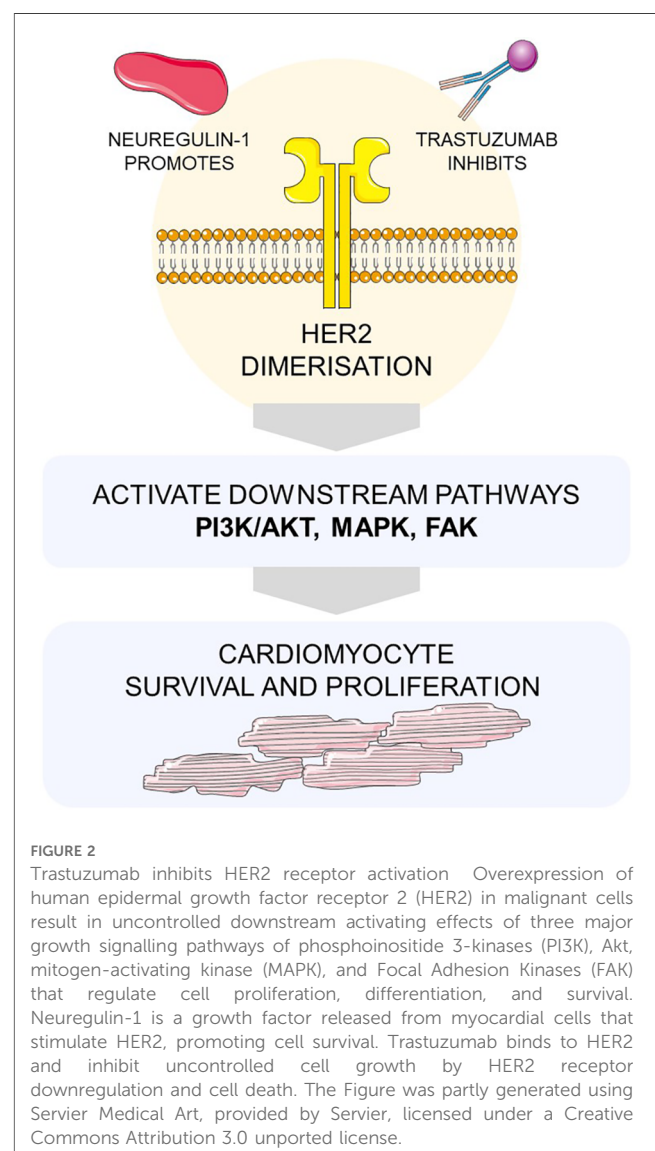 NEUREGULIN-1
PROMOTES
TRASTUZUMAB
INHIBITS
HER2
DIMERISATION
ACTIVATE DOWNSTREAM PATHWAYS
PI3K/AKT, MAPK, FAK
CARDIOMYOCYTE
SURVIVAL AND PROLIFERATION
FIGURE 2
Trastuzumab inhibits HER2 receptor activation Overexpression of
human epidermal growth factor receptor 2 (HER2) in malignant cells
result in uncontrolled downstream activating effects of three major
growth signalling pathways of phosphoinositide 3-kinases (PI3K), Akt,
mitogen-activating kinase (MAPK), and Focal Adhesion Kinases (FAK)
that regulate cell proliferation, differentiation, and survival.
Neuregulin-1 is a growth factor released from myocardial cells that
stimulate HER2, promoting cell survival. Trastuzumab binds to HER2
and inhibit uncontrolled cell growth by HER2 receptor
downregulation and cell death. The Figure was partly generated using
Servier Medical Art, provided by Servier, licensed under a Creative
Commons Attribution 3.0 unported license.